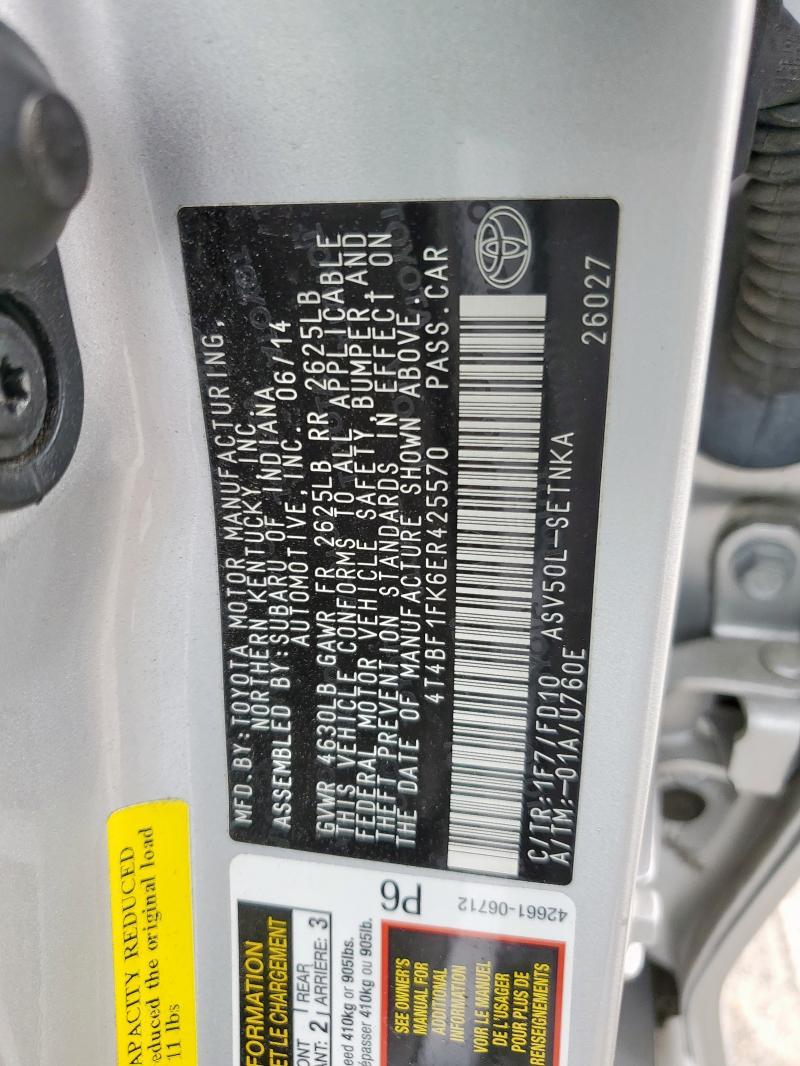 MFD.BY:TOYOTA MOTOR MANUFACTURING,
NORTHERN KENTUCKY, INC.
ASSEMBLED BY:SUBARU OF INDIANA
AUTOMOTIVE, INC. 06/14
GVWR 4630LB GAWR FR 2625LB RR 2625LB
THIS VEHICLE CONFORMS TO ALL APPLICABLE
FEDERAL MOTOR VEHICLE SAFETY, BUMPER AND
THEFT PREVENTION STANDARDS IN EFFECT ON
THE DATE OF MANUFACTURE SHOWN ABOVE.
4T4BF1FK6ER425570 PASS.CAR
C/TR:1F7/FD10 ASV50L-SETNKA
A/TM:-01A/U760E
26027
APACITY REDUCED
educed the original load
11 lbs
FORMATION
ET LE CHARGEMENT
ONT 2 REAR 3
ANT: ARRIÈRE:
eed 410kg or 905lbs.
épasser 410kg ou 905lb.
P6
42661-06712
SEE OWNER'S
MANUAL FOR
ADDITIONAL
INFORMATION
VOIR LE MANUEL
DE L'USAGER
POUR PLUS DE
RENSEIGNEMENTS